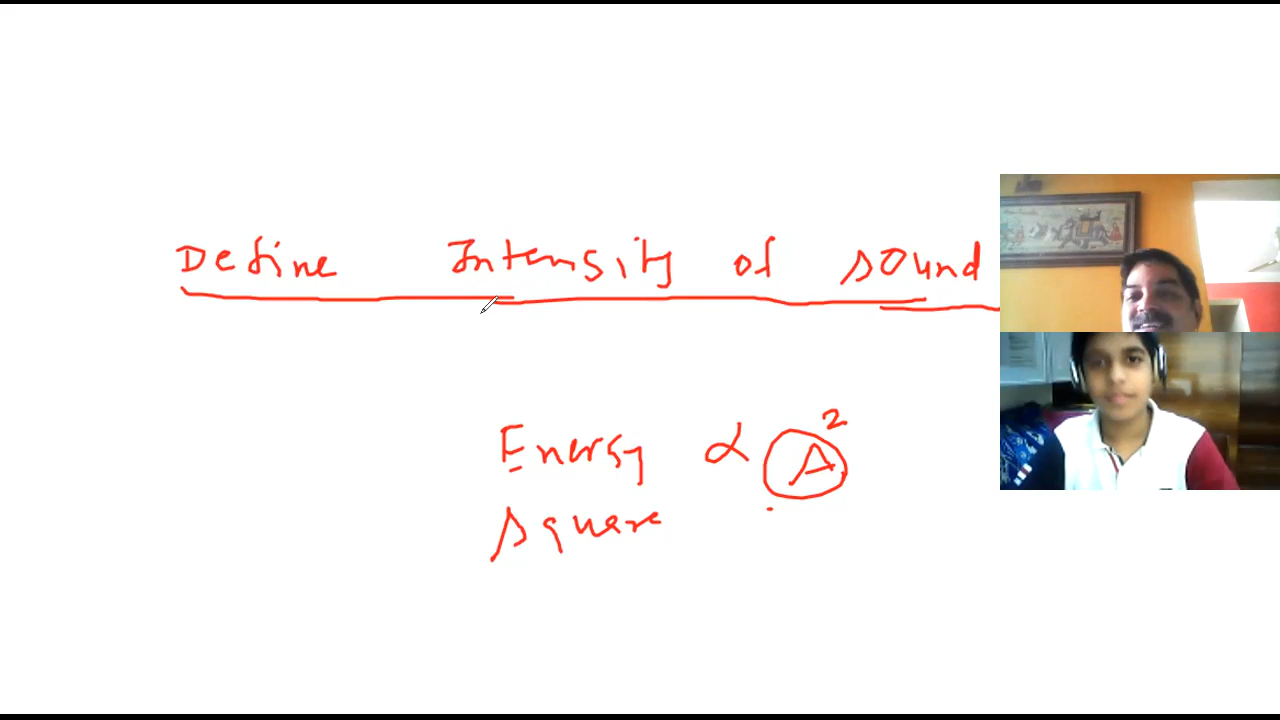 Define Intensity of sound
Energy ∝ A²
square